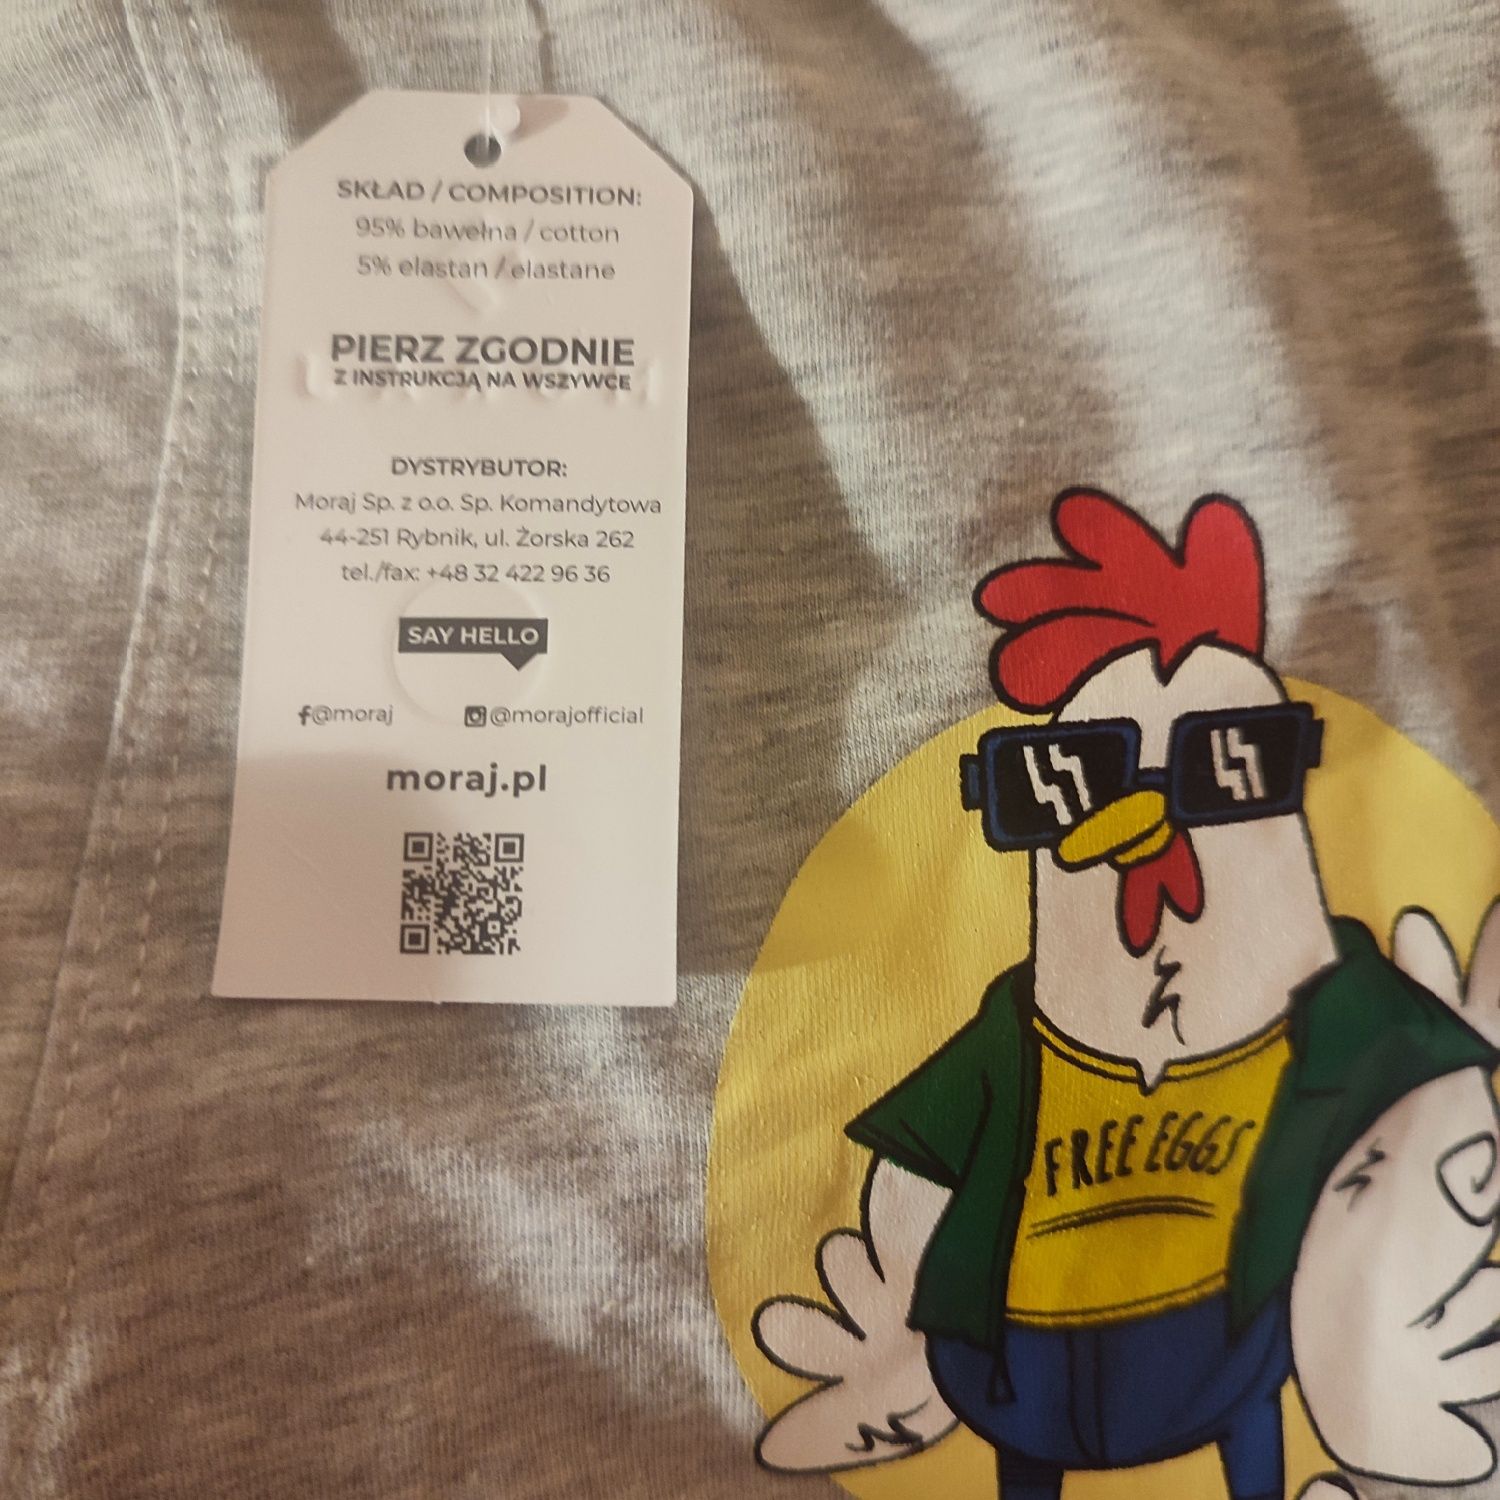 SKŁAD / COMPOSITION:
95% bawełna / cotton
5% elastan / elastane
PIERZ ZGODNIE
Z INSTRUKCJĄ NA WSZYWCE
DYSTRYBUTOR:
Moraj Sp. z o.o. Sp. Komandytowa
44-251 Rybnik, ul. Żorska 262
tel./fax: +48 32 422 96 36
SAY HELLO
f@moraj @morajofficial
moraj.pl
FREE EGGS